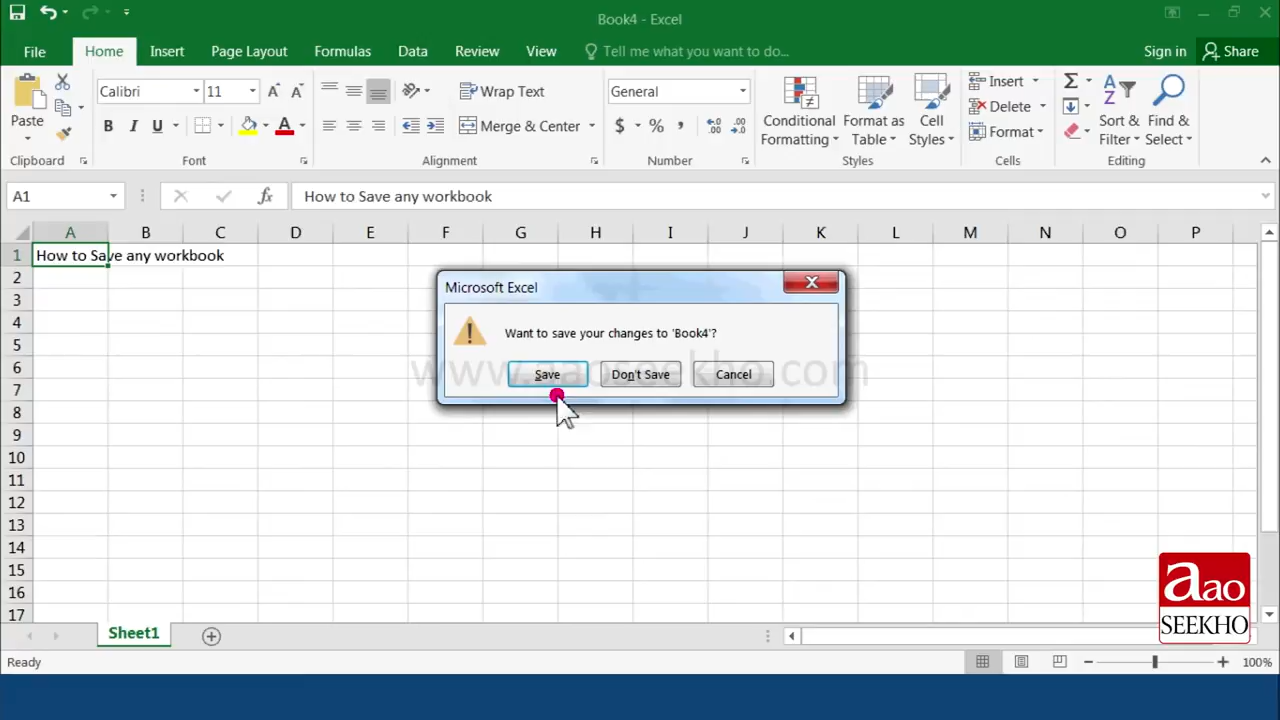 Book4 - Excel
File Home Insert Page Layout Formulas Data Review View Tell me what you want to do... Sign in Share
Calibri 11 Wrap Text General Insert
Paste B I U A Merge & Center $ % , Conditional Formatting Format as Table Cell Styles Delete Format Sort & Filter Find & Select
Clipboard Font Alignment Number Styles Cells Editing
A1 fx How to Save any workbook
A B C D E F G H I J K L M N O P
1 How to Save any workbook
2
3
4
5
6
7
8
9
10
11
12
13
14
15
16
17
Microsoft Excel
Want to save your changes to 'Book4'?
Save Don't Save Cancel
www.aaoseekho.com
aao
SEEKHO
Sheet1
Ready 100%